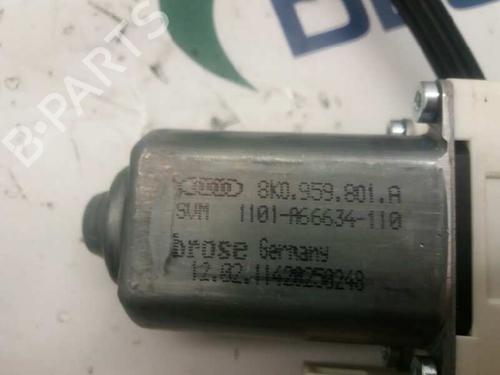 B-PARTS
8K0.959.801.A
SVM 1101-A66634-110
brose Germany
12.02.11420250248